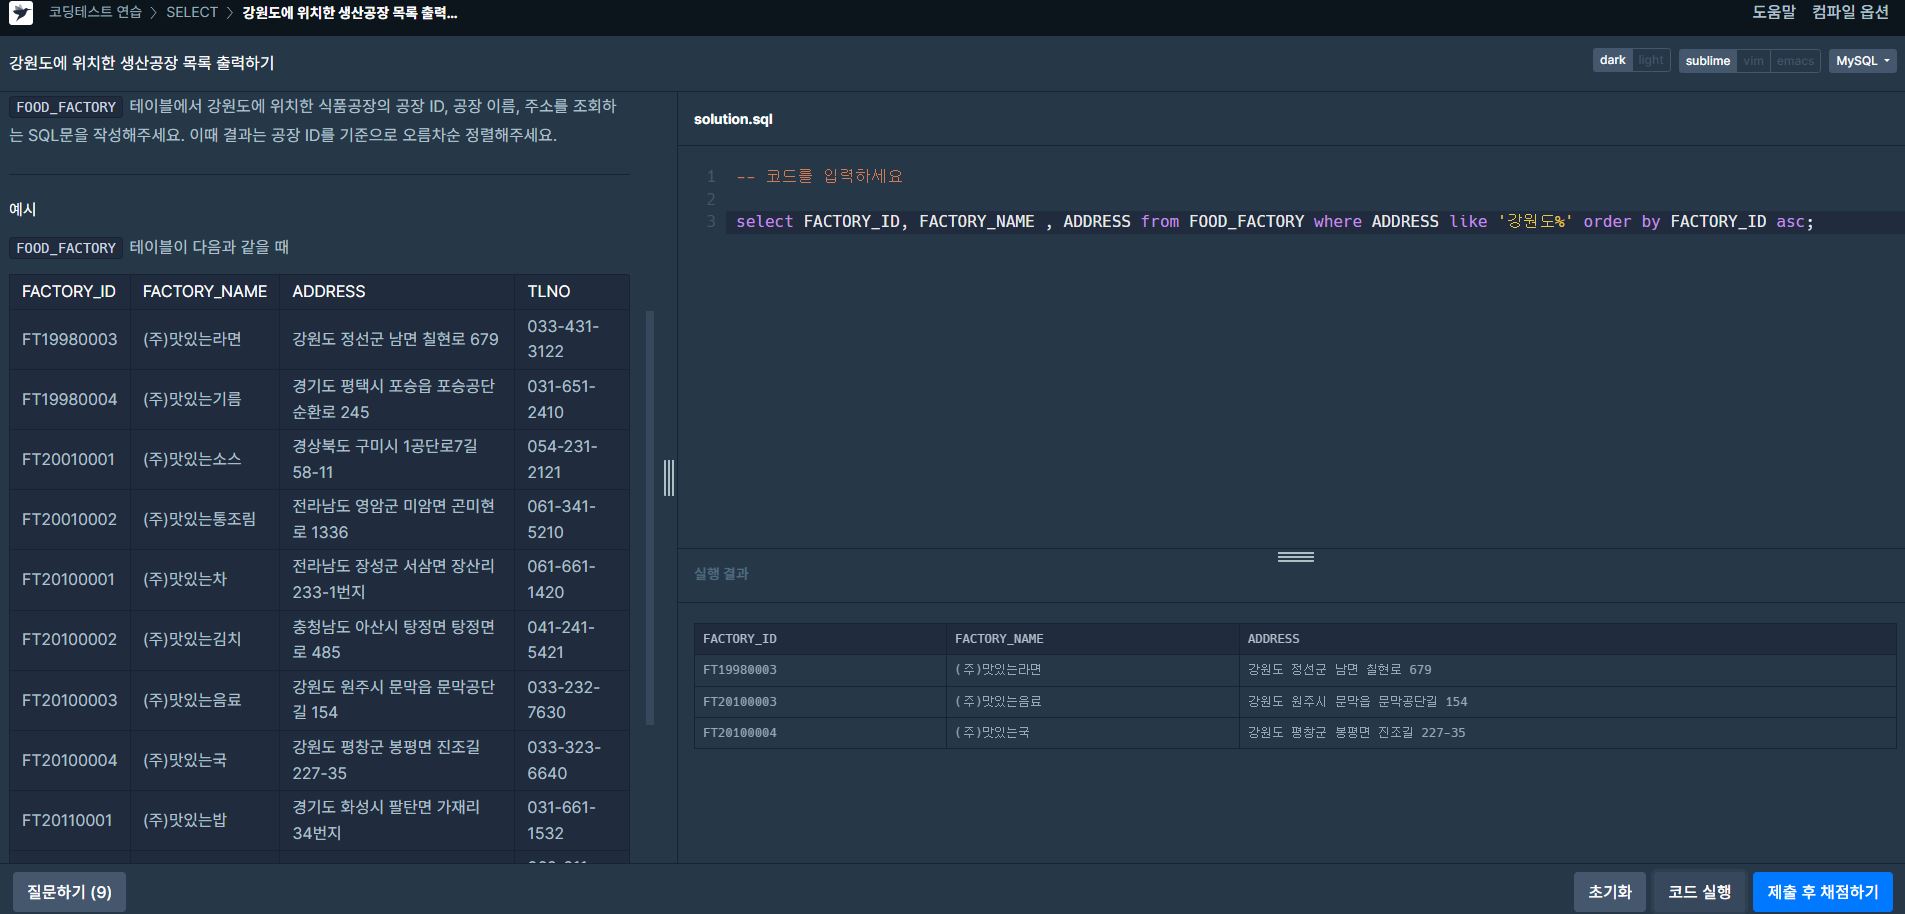 코딩테스트 연습 > SELECT > 강원도에 위치한 생산공장 목록 출력...
도움말 컴파일 옵션
강원도에 위치한 생산공장 목록 출력하기
dark light sublime vim emacs MySQL
FOOD_FACTORY 테이블에서 강원도에 위치한 식품공장의 공장 ID, 공장 이름, 주소를 조회하
는 SQL문을 작성해주세요. 이때 결과는 공장 ID를 기준으로 오름차순 정렬해주세요.
예시
FOOD_FACTORY 테이블이 다음과 같을 때
FACTORY_ID FACTORY_NAME ADDRESS TLNO
FT19980003 (주)맛있는라면 강원도 정선군 남면 칠현로 679 033-431-
3122
FT19980004 (주)맛있는기름 경기도 평택시 포승읍 포승공단 031-651-
순환로 245 2410
FT20010001 (주)맛있는소스 경상북도 구미시 1공단로7길 054-231-
58-11 2121
FT20010002 (주)맛있는통조림 전라남도 영암군 미암면 곤미현 061-341-
로 1336 5210
FT20100001 (주)맛있는차 전라남도 장성군 서삼면 장산리 061-661-
233-1번지 1420
FT20100002 (주)맛있는김치 충청남도 아산시 탕정면 탕정면 041-241-
로 485 5421
FT20100003 (주)맛있는음료 강원도 원주시 문막읍 문막공단 033-232-
길 154 7630
FT20100004 (주)맛있는국 강원도 평창군 봉평면 진조길 033-323-
227-35 6640
FT20110001 (주)맛있는밥 경기도 화성시 팔탄면 가재리 031-661-
34번지 1532
solution.sql
1 -- 코드를 입력하세요
2
3 select FACTORY_ID, FACTORY_NAME , ADDRESS from FOOD_FACTORY where ADDRESS like '강원도%' order by FACTORY_ID asc;
실행 결과
FACTORY_ID FACTORY_NAME ADDRESS
FT19980003 (주)맛있는라면 강원도 정선군 남면 칠현로 679
FT20100003 (주)맛있는음료 강원도 원주시 문막읍 문막공단길 154
FT20100004 (주)맛있는국 강원도 평창군 봉평면 진조길 227-35
질문하기 (9) 초기화 코드 실행 제출 후 채점하기